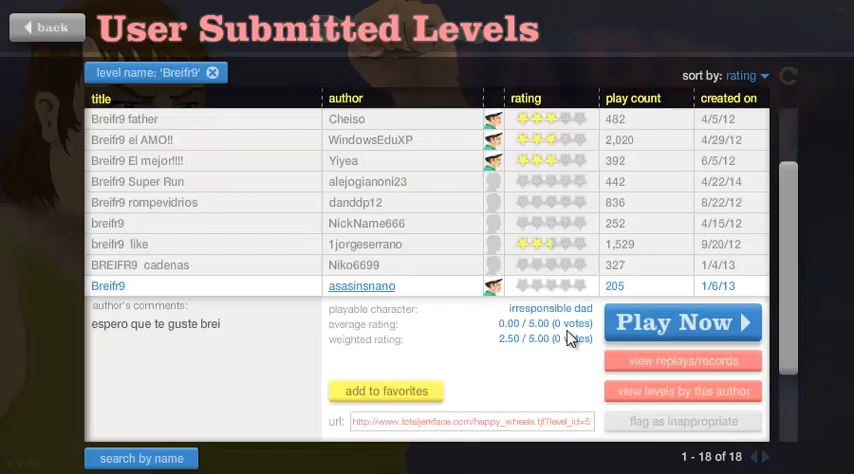 back
User Submitted Levels
level name: 'Breifr9'
sort by: rating
title author rating play count created on
Breifr9 father Cheiso 482 4/5/12
Breifr9 el AMO!! WindowsEduXP 2,020 4/29/12
Breifr9 El mejor!!!! Yiyea 392 6/5/12
Breifr9 Super Run alejogianoni23 442 4/22/14
Breifr9 rompevidrios danddp12 836 8/22/12
breifr9 NickName666 252 4/15/12
breifr9 like 1jorgeserrano 1,529 9/20/12
BREIFR9 cadenas Niko6699 327 1/4/13
Breifr9 asasinsnano 205 1/6/13
author's comments:
espero que te guste brei
playable character: irresponsible dad
average rating: 0.00 / 5.00 (0 votes)
weighted rating: 2.50 / 5.00 (0 votes)
Play Now
view replays/records
add to favorites
view levels by this author
url: http://www.totaljerkface.com/happy_wheels.tjf?level_id=5
flag as inappropriate
search by name
1 - 18 of 18